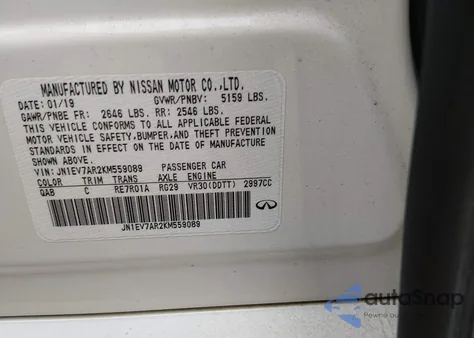 MANUFACTURED BY NISSAN MOTOR CO.,LTD.
DATE: 01/19 GVWR/PNBV: 5159 LBS.
GAWR/PNBE FR: 2646 LBS. RR: 2546 LBS.
THIS VEHICLE CONFORMS TO ALL APPLICABLE FEDERAL
MOTOR VEHICLE SAFETY,BUMPER,AND THEFT PREVENTION
STANDARDS IN EFFECT ON THE DATE OF MANUFACTURE
SHOWN ABOVE.
VIN: JN1EV7AR2KM559089 PASSENGER CAR
COLOR TRIM TRANS AXLE ENGINE
QAB C RE7R01A RG29 VR30(DDTT) 2997CC
JN1EV7AR2KM559089
autoSnap